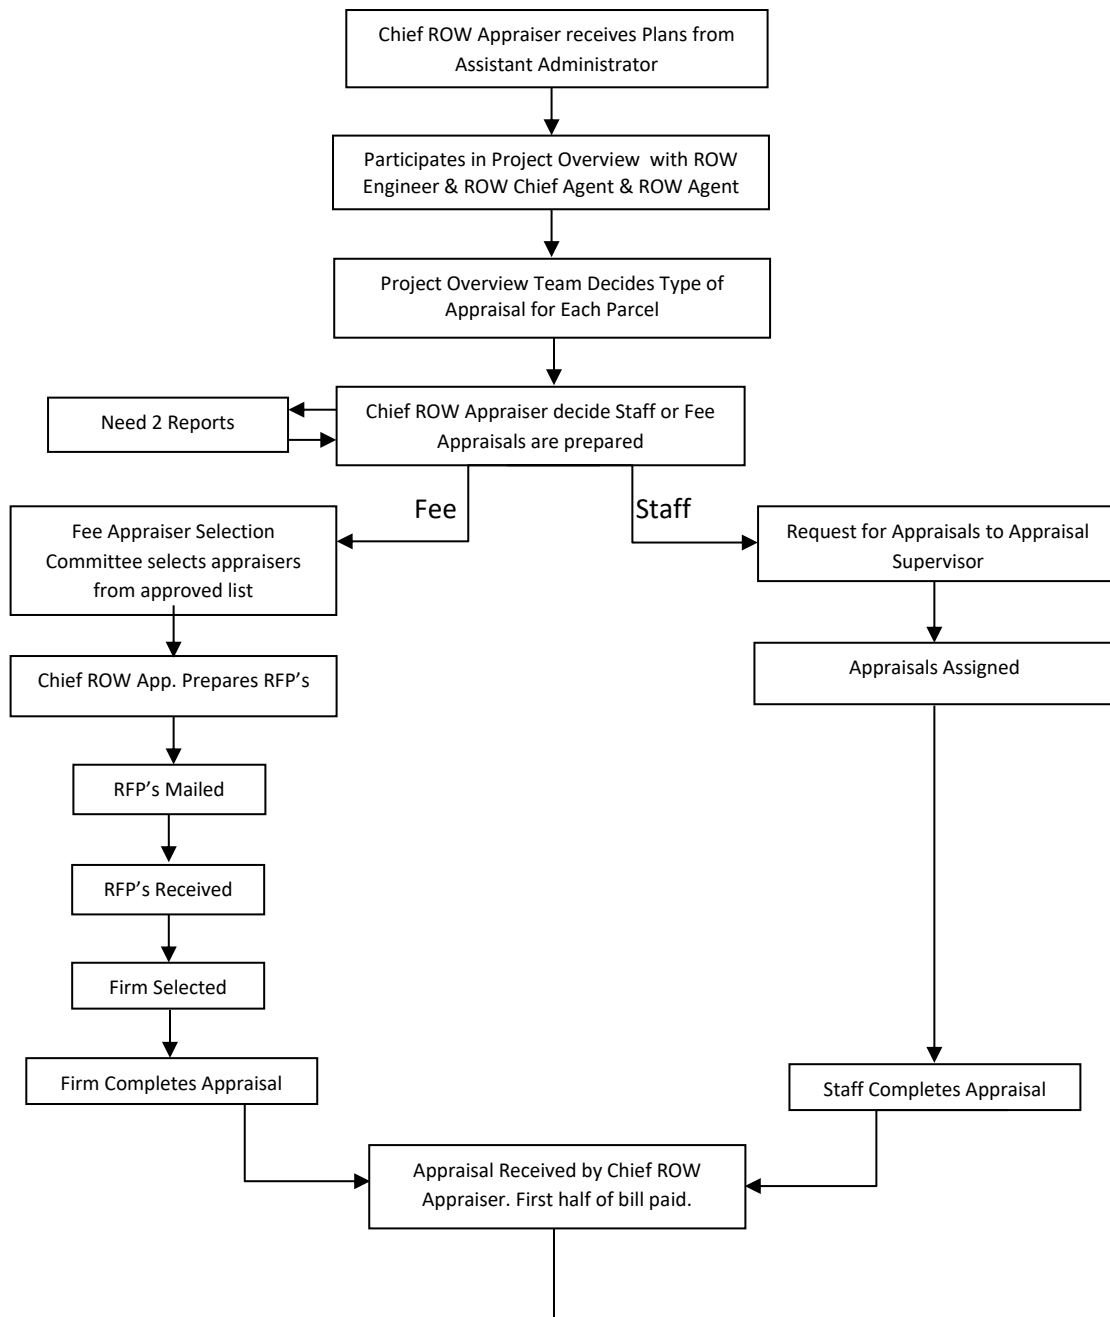 Chief ROW Appraiser receives Plans from
Assistant Administrator
Participates in Project Overview with ROW
Engineer & ROW Chief Agent & ROW Agent
Project Overview Team Decides Type of
Appraisal for Each Parcel
Need 2 Reports
Chief ROW Appraiser decide Staff or Fee
Appraisals are prepared
Fee
Staff
Fee Appraiser Selection
Committee selects appraisers
from approved list
Request for Appraisals to Appraisal
Supervisor
Chief ROW App. Prepares RFP’s
Appraisals Assigned
RFP’s Mailed
RFP’s Received
Firm Selected
Firm Completes Appraisal
Staff Completes Appraisal
Appraisal Received by Chief ROW
Appraiser. First half of bill paid.